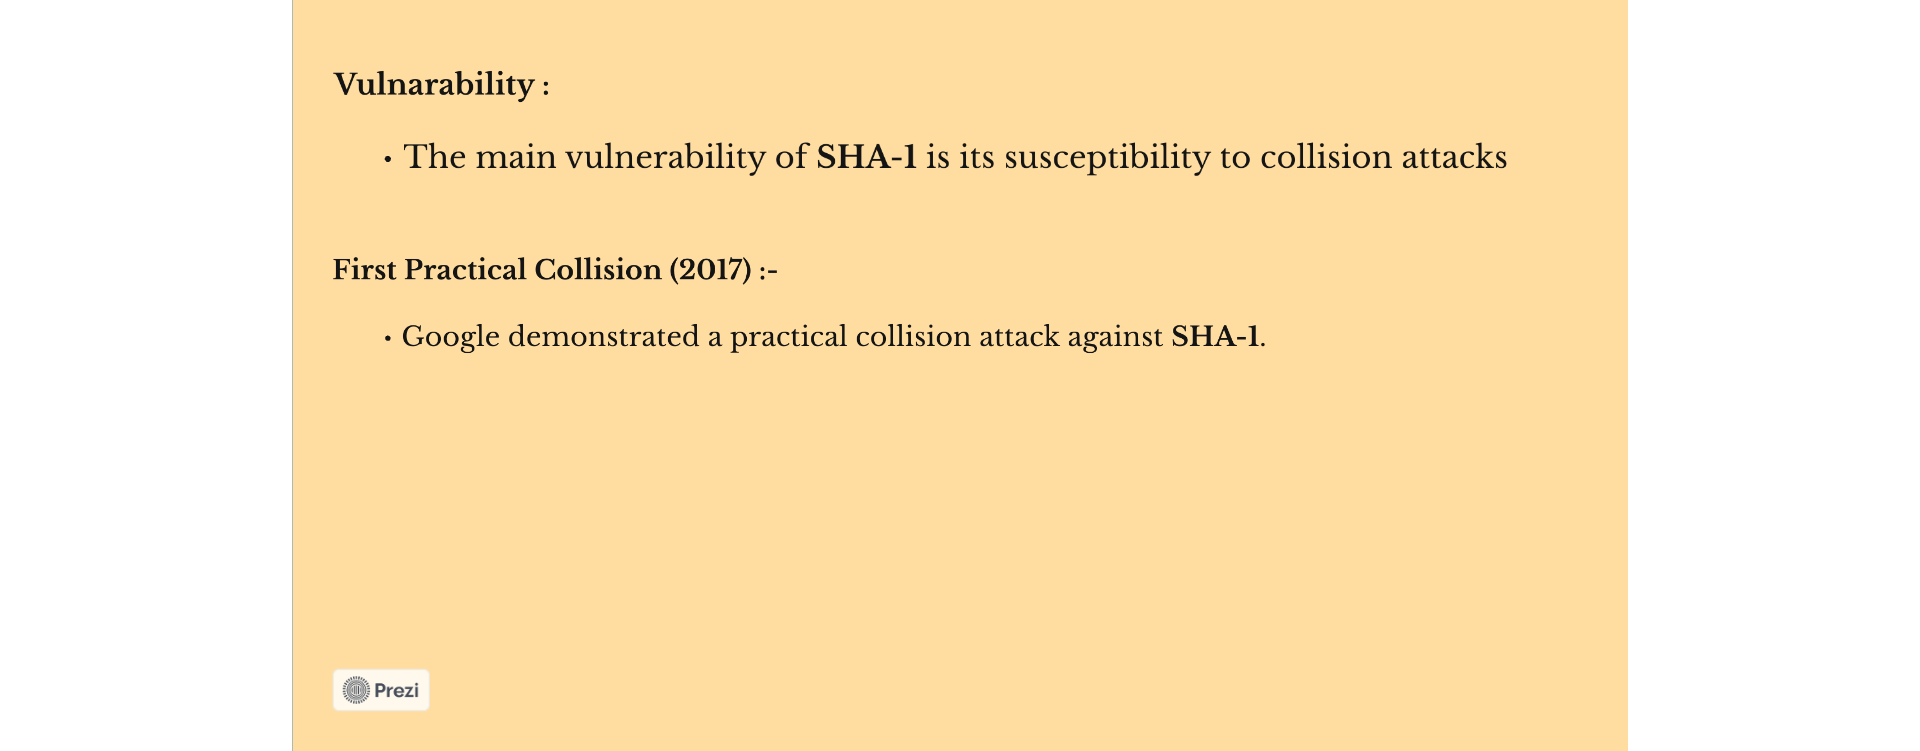 Vulnarability :
• The main vulnerability of SHA-1 is its susceptibility to collision attacks
First Practical Collision (2017) :-
• Google demonstrated a practical collision attack against SHA-1.
Prezi